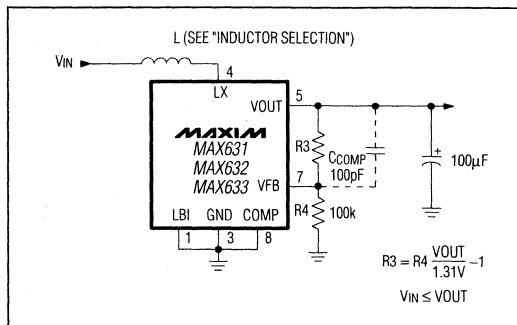 L (SEE "INDUCTOR SELECTION")
VIN
4
LX
VOUT
5
MAXIM
MAX631
MAX632
MAX633
R3
CCOMP
100pF
+
100µF
VFB
7
R4
100k
LBI GND COMP
1 3 8
R3 = R4 VOUT/1.31V −1
VIN ≤ VOUT